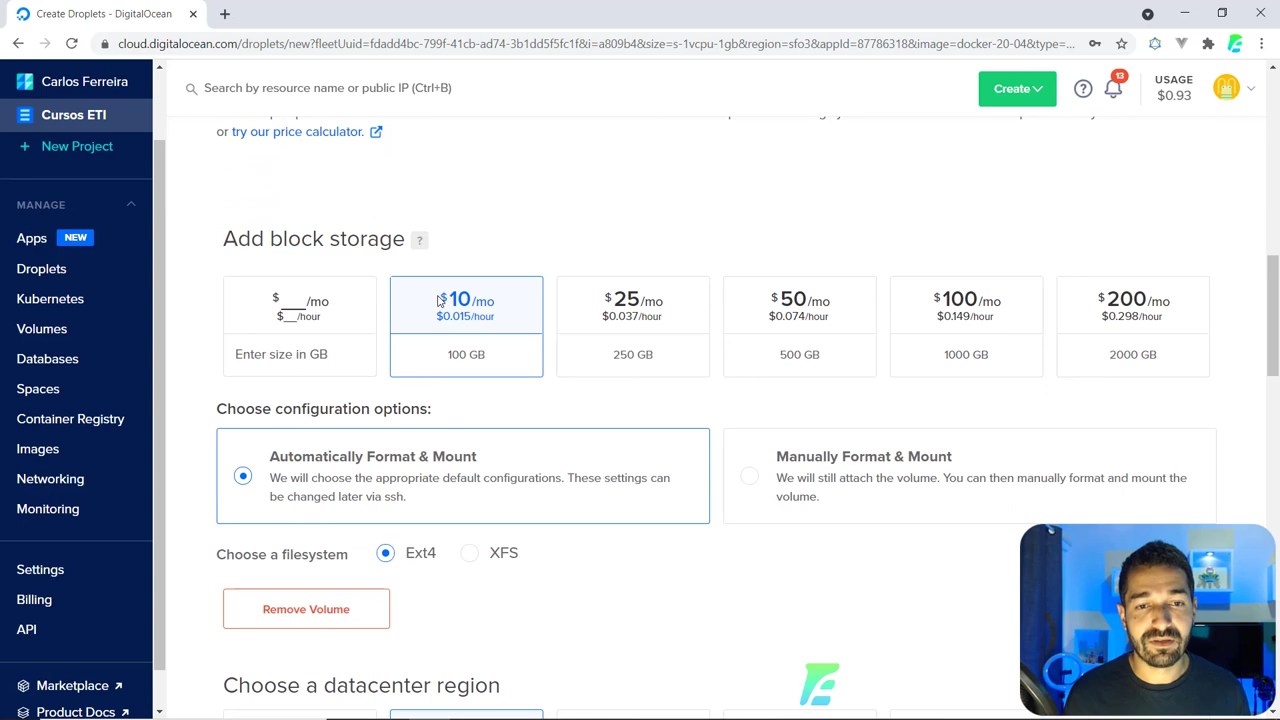 Create Droplets - DigitalOcean
cloud.digitalocean.com/droplets/new?fleetUuid=fdadd4bc-799f-41cb-ad74-3b1dd5f5fc1f&i=a809b4&size=s-1vcpu-1gb&region=sfo3&appId=87786318&image=docker-20-04&type=...
Carlos Ferreira
Cursos ETI
+ New Project
MANAGE
Apps NEW
Droplets
Kubernetes
Volumes
Databases
Spaces
Container Registry
Images
Networking
Monitoring
Settings
Billing
API
Marketplace
Product Docs
Search by resource name or public IP (Ctrl+B)
Create
?
13
USAGE
$0.93
or try our price calculator.
Add block storage ?
$ ___/mo
$__/hour
Enter size in GB
$10/mo
$0.015/hour
100 GB
$25/mo
$0.037/hour
250 GB
$50/mo
$0.074/hour
500 GB
$100/mo
$0.149/hour
1000 GB
$200/mo
$0.298/hour
2000 GB
Choose configuration options:
Automatically Format & Mount
We will choose the appropriate default configurations. These settings can
be changed later via ssh.
Manually Format & Mount
We will still attach the volume. You can then manually format and mount the
volume.
Choose a filesystem
Ext4
XFS
Remove Volume
Choose a datacenter region